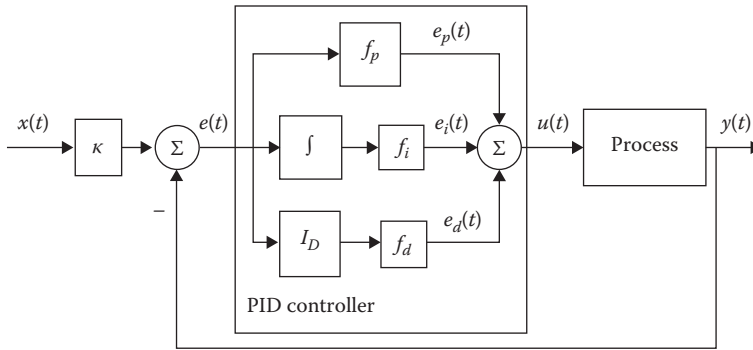 x(t)
κ
Σ
−
e(t)
f_p
e_p(t)
∫
f_i
e_i(t)
I_D
f_d
e_d(t)
Σ
u(t)
Process
y(t)
PID controller